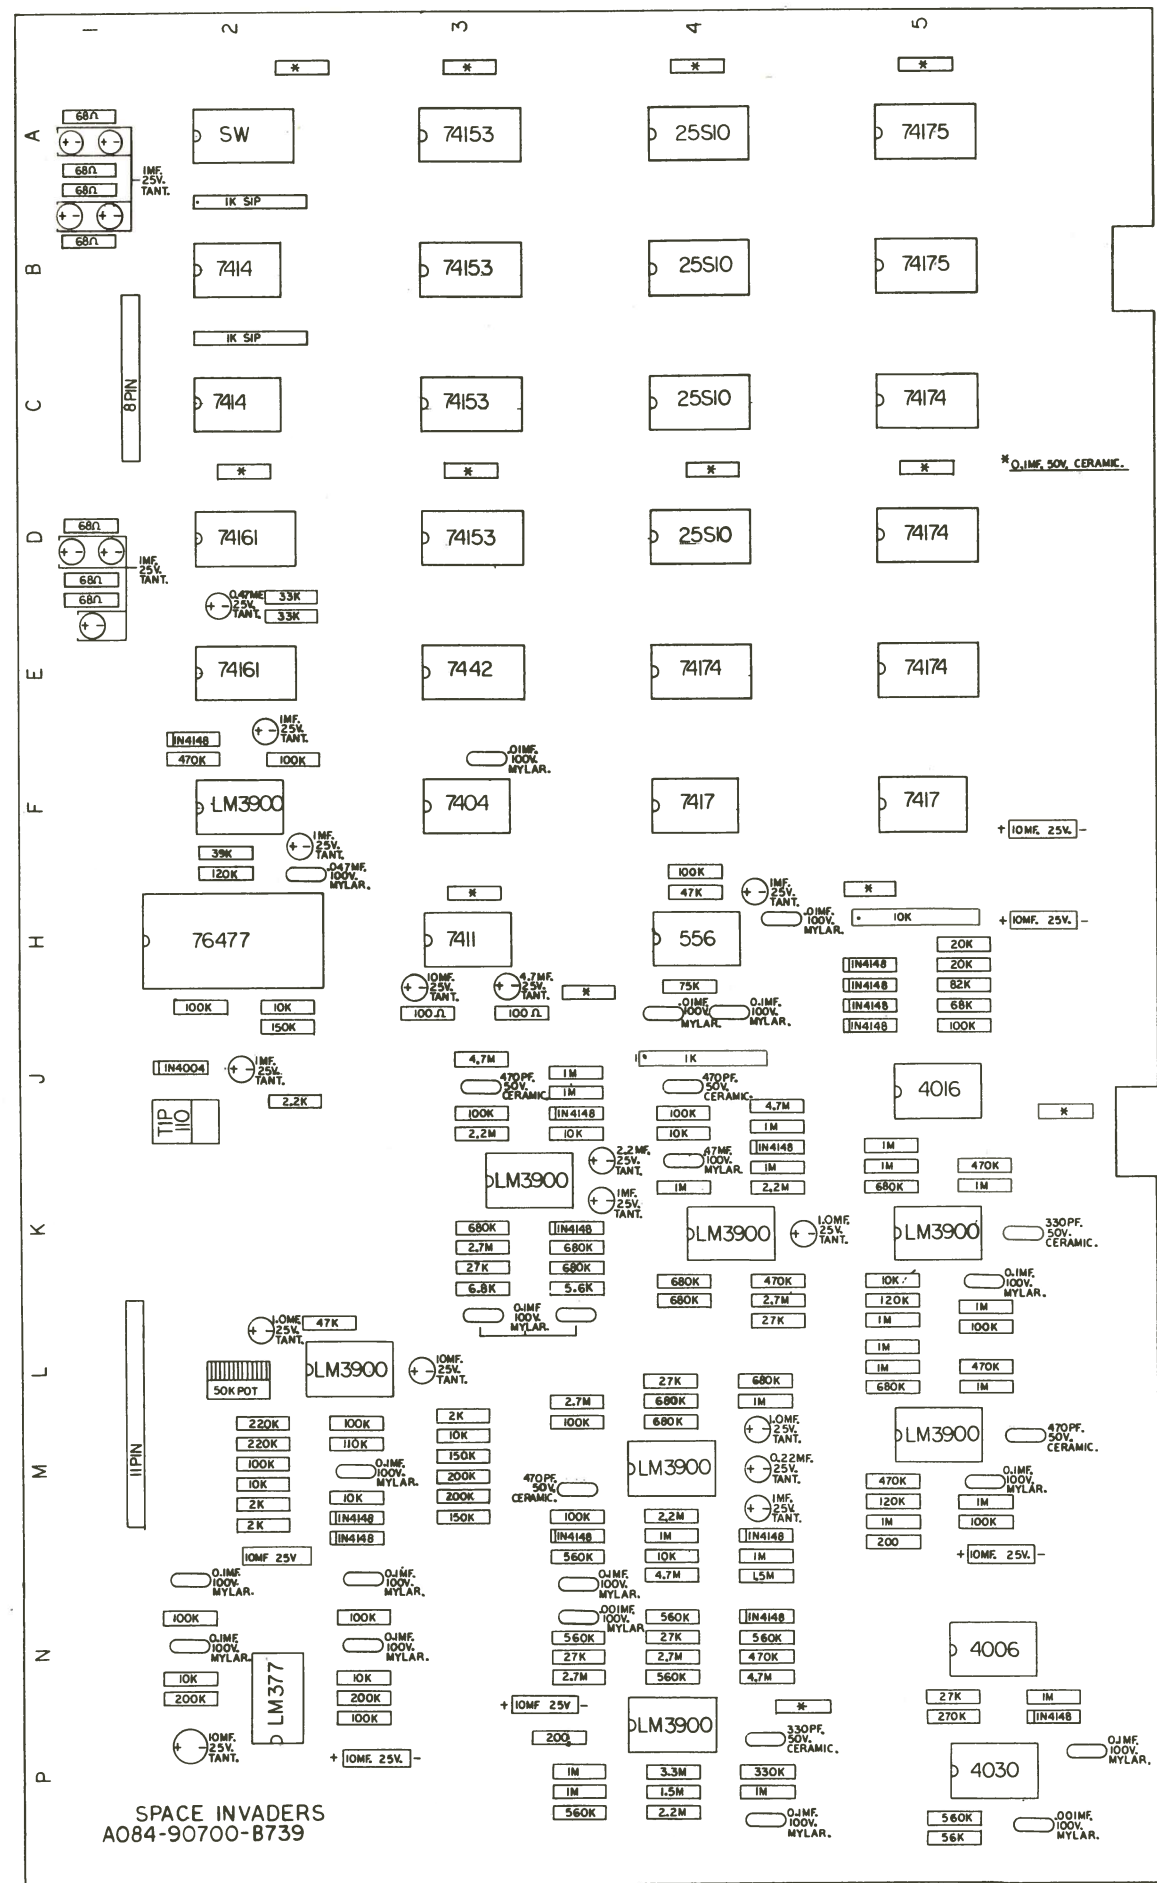 1 2 3 4 5
* * * *
A
68Ω
SW 74153 25S10 74175
+ - + -
68Ω
68Ω
1MF.
25V.
TANT.
1K SIP
+ - + -
68Ω
B
7414 74153 25S10 74175
1K SIP
8PIN
C
7414 74153 25S10 74174
* * * *
* 0.1MF. 50V. CERAMIC.
D
68Ω
74161 74153 25S10 74174
+ - + -
68Ω
68Ω
1MF.
25V.
TANT.
+ -
+ - 0.47MF
25V.
TANT.
33K
33K
E
74161 7442 74174 74174
1N4148
470K
+ - 1MF.
25V.
TANT.
100K
.01MF.
100V.
MYLAR.
F
LM3900 7404 7417 7417
+ 10MF. 25V. -
39K
120K
+ - 1MF.
25V.
TANT.
.047MF.
100V.
MYLAR.
100K
47K
+ - 1MF.
25V.
TANT.
.01MF.
100V.
MYLAR.
* *
10K
+ 10MF. 25V. -
H
76477 7411 556
20K
1N4148 20K
1N4148 82K
1N4148 68K
1N4148 100K
+ - 10MF.
25V.
TANT.
+ - 4.7MF.
25V.
TANT.
*
75K
100K 10K
150K
100Ω 100Ω
.01MF
100V.
MYLAR.
0.1MF.
100V.
MYLAR.
J
1N4004
+ - 1MF.
25V.
TANT.
2.2K
TIP
110
4.7M
470PF.
50V.
CERAMIC.
100K
2.2M
1M
1M
1N4148
10K
1K
470PF.
50V.
CERAMIC.
100K
10K
4.7M
1M
1N4148
1M
2.2M
4016
*
.47MF.
100V.
MYLAR.
1M
1M
1M
680K
470K
1M
LM3900
+ - 2.2MF.
25V.
TANT.
+ - 1MF.
25V.
TANT.
K
LM3900
+ - 1.0MF.
25V.
TANT.
LM3900
330PF.
50V.
CERAMIC.
680K 1N4148
2.7M 680K
27K 680K
6.8K 5.6K
0.1MF
100V.
MYLAR.
680K 470K
680K 2.7M
27K
10K
120K
1M
0.1MF.
100V.
MYLAR.
1M
100K
L
+ - 1.0MF.
25V.
TANT.
47K
50K POT
LM3900
+ - 10MF.
25V.
TANT.
1M
1M 470K
680K 1M
27K 680K
2.7M 680K 1M
100K 680K
M
11PIN
220K
220K
100K
10K
2K
2K
100K
110K
0.1MF.
100V.
MYLAR.
10K
1N4148
1N4148
2K
10K
150K
200K
200K
150K
LM3900
+ - 1.0MF.
25V.
TANT.
+ - 0.22MF.
25V.
TANT.
+ - 1MF.
25V.
TANT.
470PF.
50V.
CERAMIC.
LM3900
470PF.
50V.
CERAMIC.
470K
120K
1M
200
0.1MF.
100V.
MYLAR.
1M
100K
+ 10MF. 25V. -
100K 2.2M
1N4148 1M 1N4148
560K 10K 1M
4.7M 1.5M
10MF 25V
0.1MF.
100V.
MYLAR.
0.1MF.
100V.
MYLAR.
0.1MF.
100V.
MYLAR.
100K 100K
N
0.1MF.
100V.
MYLAR.
0.1MF.
100V.
MYLAR.
.001MF.
100V.
MYLAR.
560K 1N4148
560K 27K 560K
27K 2.7M 470K
2.7M 560K 4.7M
4006
10K
200K
LM377
10K
200K
100K
+ 10MF 25V -
200
LM3900
*
27K 1M
270K 1N4148
P
+ - 10MF.
25V.
TANT.
+ 10MF. 25V. -
330PF.
50V.
CERAMIC.
4030
0.1MF.
100V.
MYLAR.
1M 3.3M 330K
1M 1.5M 1M
560K 2.2M
0.1MF.
100V.
MYLAR.
560K
56K
.001MF.
100V.
MYLAR.
SPACE INVADERS
A084-90700-B739